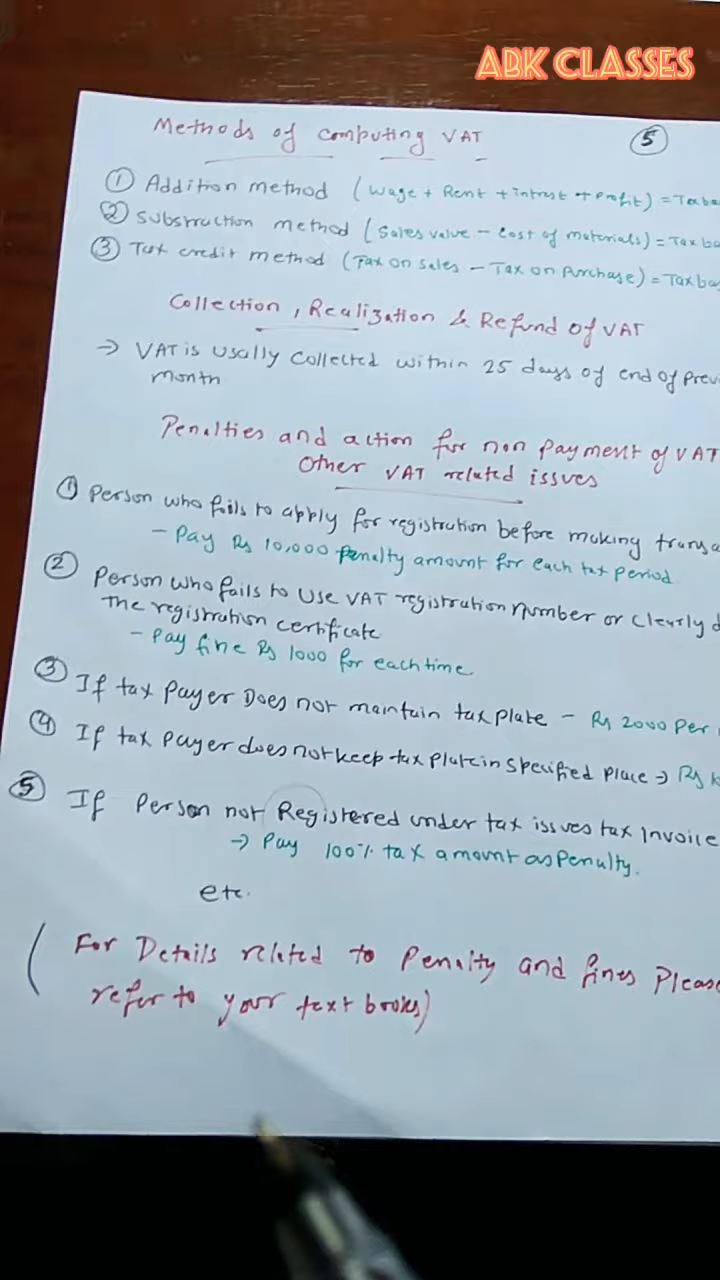 ABK CLASSES
Methods of computing VAT
5
① Addition method (Wage + Rent + intrest + Profit) = Taxba
② Substruction method (Sales value - Cost of materials) = Taxba
③ Tax credit method (Tax on sales - Tax on Purchase) = Taxba
Collection, Realization & Refund of VAT
→ VAT is usally collected within 25 days of end of previ
month
Penalties and action for non payment of VAT
Other VAT related issues
① Person who fails to apply for registration before making transa
- Pay Rs 10,000 Penalty amount for each tax period.
② Person who fails to use VAT registration number or clearly d
the registration certificate
- Pay fine Rs 1000 for each time.
③ If tax payer Does not maintain tax plate - Rs 2000 per
④ If tax payer does not keep tax plate in specified place → Rs
⑤ If Person not Registered under tax issues tax invoice
→ Pay 100% tax amount as Penalty.
etc.
(For Details related to Penalty and fines Please
refer to your text books)